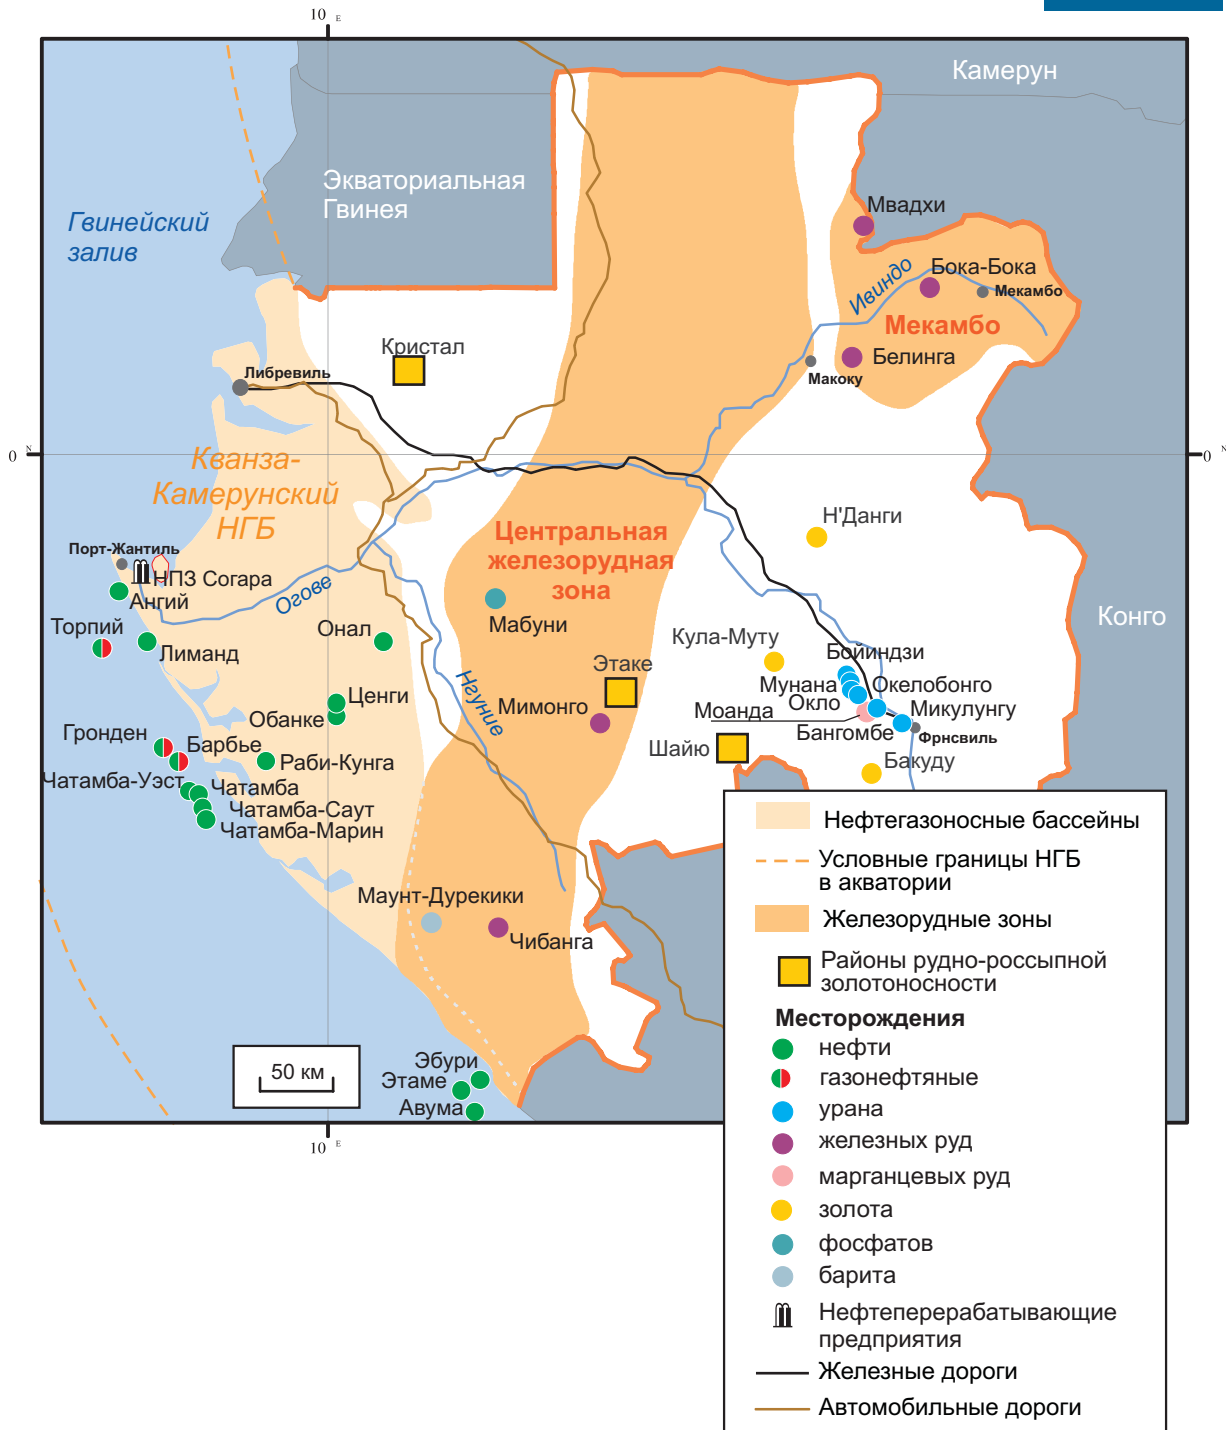 10 E
Камерун
Экваториальная
Гвинея
Гвинейский
залив
Мвадхи
Ивиндо
Бока-Бока
Мекамбо
Мекамбо
Белинга
Макоку
Кристал
Либревиль
0 N
0 N
Кванза-
Камерунский
НГБ
Центральная
железорудная
зона
Н'Данги
Порт-Жантиль
НПЗ Согара
Ангий
Огове
Торпий
Лиманд
Онал
Мабуни
Конго
Кула-Муту
Этаке
Бойиндзи
Мунана
Окелобонго
Окло
Моанда
Микулунгу
Бангомбе
Фрнсвиль
Ценги
Обанке
Нгуние
Мимонго
Шайю
Бакуду
Гронден
Барбье
Раби-Кунга
Чатамба-Уэст
Чатамба
Чатамба-Саут
Чатамба-Марин
Маунт-Дурекики
Чибанга
50 км
Эбури
Этаме
Авума
10 E
Нефтегазоносные бассейны
Условные границы НГБ
в акватории
Железорудные зоны
Районы рудно-россыпной
золотоносности
Месторождения
нефти
газонефтяные
урана
железных руд
марганцевых руд
золота
фосфатов
барита
Нефтеперерабатывающие
предприятия
Железные дороги
Автомобильные дороги